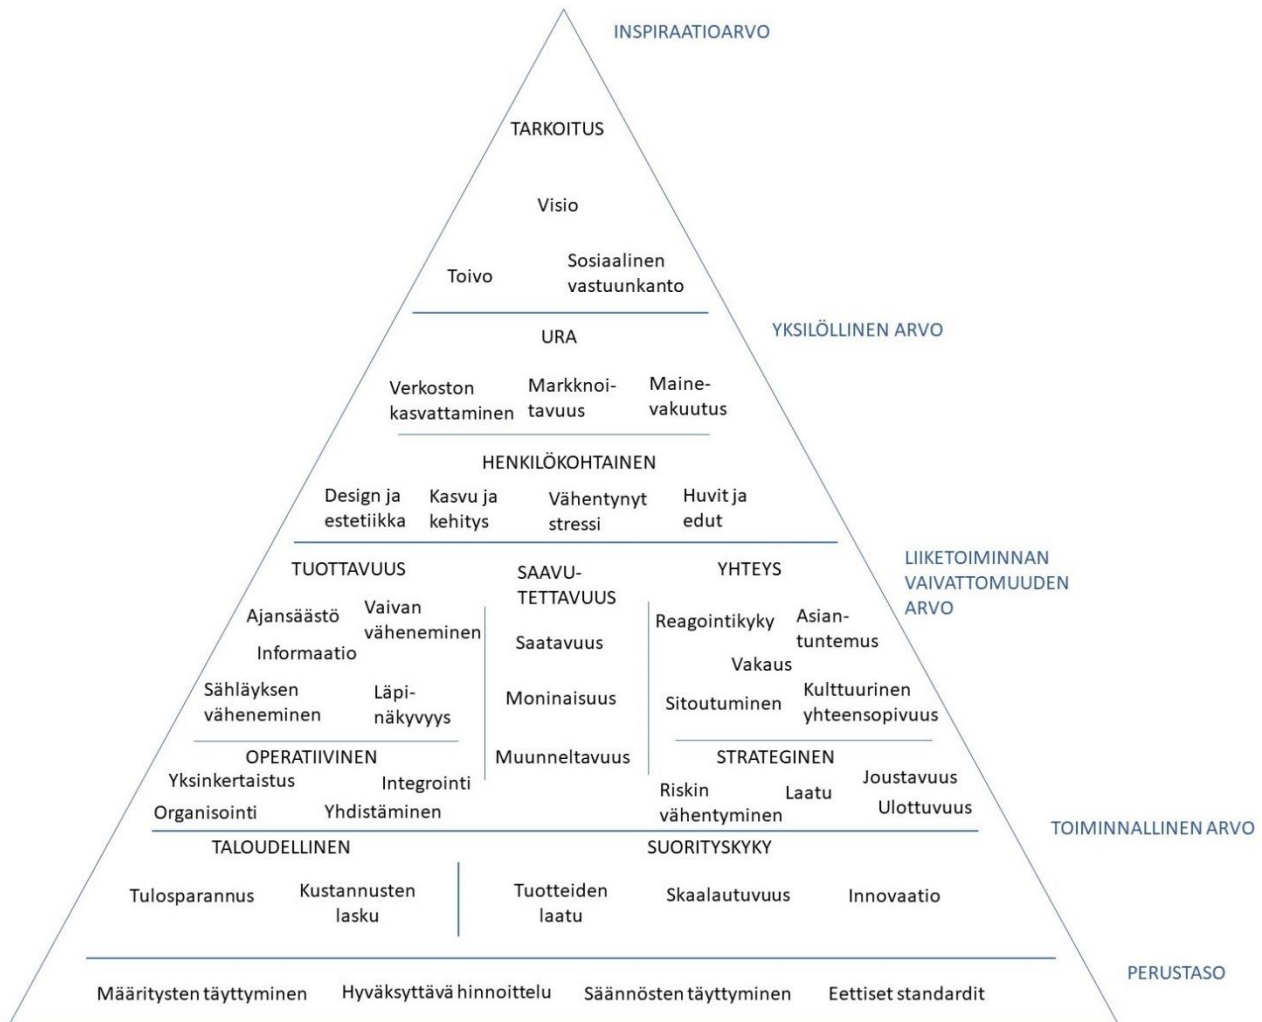 INSPIRAATIOARVO
TARKOITUS
Visio
Toivo
Sosiaalinen
vastuunkanto
YKSILÖLLINEN ARVO
URA
Verkoston
kasvattaminen
Markknoi-
tavuus
Maine-
vakuutus
HENKILÖKOHTAINEN
Design ja
estetiikka
Kasvu ja
kehitys
Vähentynyt
stressi
Huvit ja
edut
LIIKETOIMINNAN
VAIVATTOMUUDEN
ARVO
TUOTTAVUUS
Ajansäästö
Vaivan
väheneminen
Informaatio
Sähläyksen
väheneminen
Läpi-
näkyvyys
OPERATIIVINEN
Yksinkertaistus
Integrointi
Organisointi
Yhdistäminen
SAAVU-
TETTAVUUS
Saatavuus
Moninaisuus
Muunneltavuus
YHTEYS
Reagointikyky
Asian-
tuntemus
Vakaus
Sitoutuminen
Kulttuurinen
yhteensopivuus
STRATEGINEN
Riskin
vähentyminen
Laatu
Joustavuus
Ulottuvuus
TOIMINNALLINEN ARVO
TALOUDELLINEN
Tulosparannus
Kustannusten
lasku
SUORITYSKYKY
Tuotteiden
laatu
Skaalautuvuus
Innovaatio
PERUSTASO
Määritysten täyttyminen
Hyväksyttävä hinnoittelu
Säännösten täyttyminen
Eettiset standardit